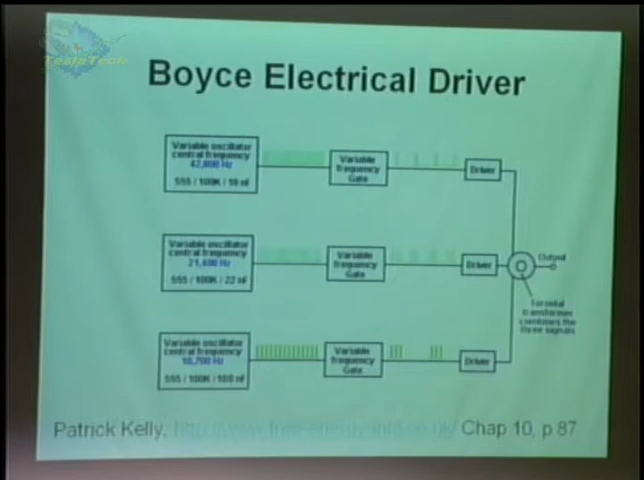 TeslaTech
Boyce Electrical Driver
Variable oscillator
central frequency
42,800 Hz
555 / 100K / 10 nf
Variable
frequency
Gate
Driver
Variable oscillator
central frequency
21,400 Hz
555 / 100K / 22 nf
Variable
frequency
Gate
Driver
Output
Toroidal
transformer
combines the
three signals
Variable oscillator
central frequency
10,700 Hz
555 / 100K / 100 nf
Variable
frequency
Gate
Driver
Patrick Kelly, Chap 10, p 87